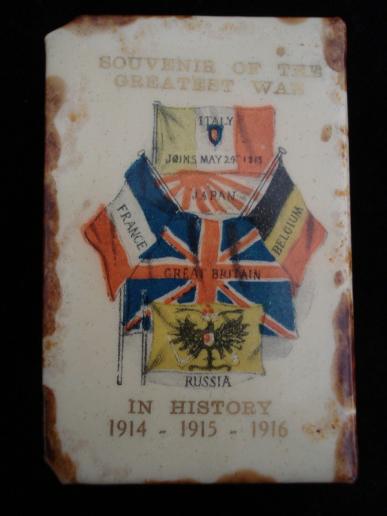 SOUVENIR OF THE
GREATEST WAR
ITALY
JOINS MAY 24TH 1915
JAPAN
FRANCE
BELGIUM
GREAT BRITAIN
RUSSIA
IN HISTORY
1914 - 1915 - 1916